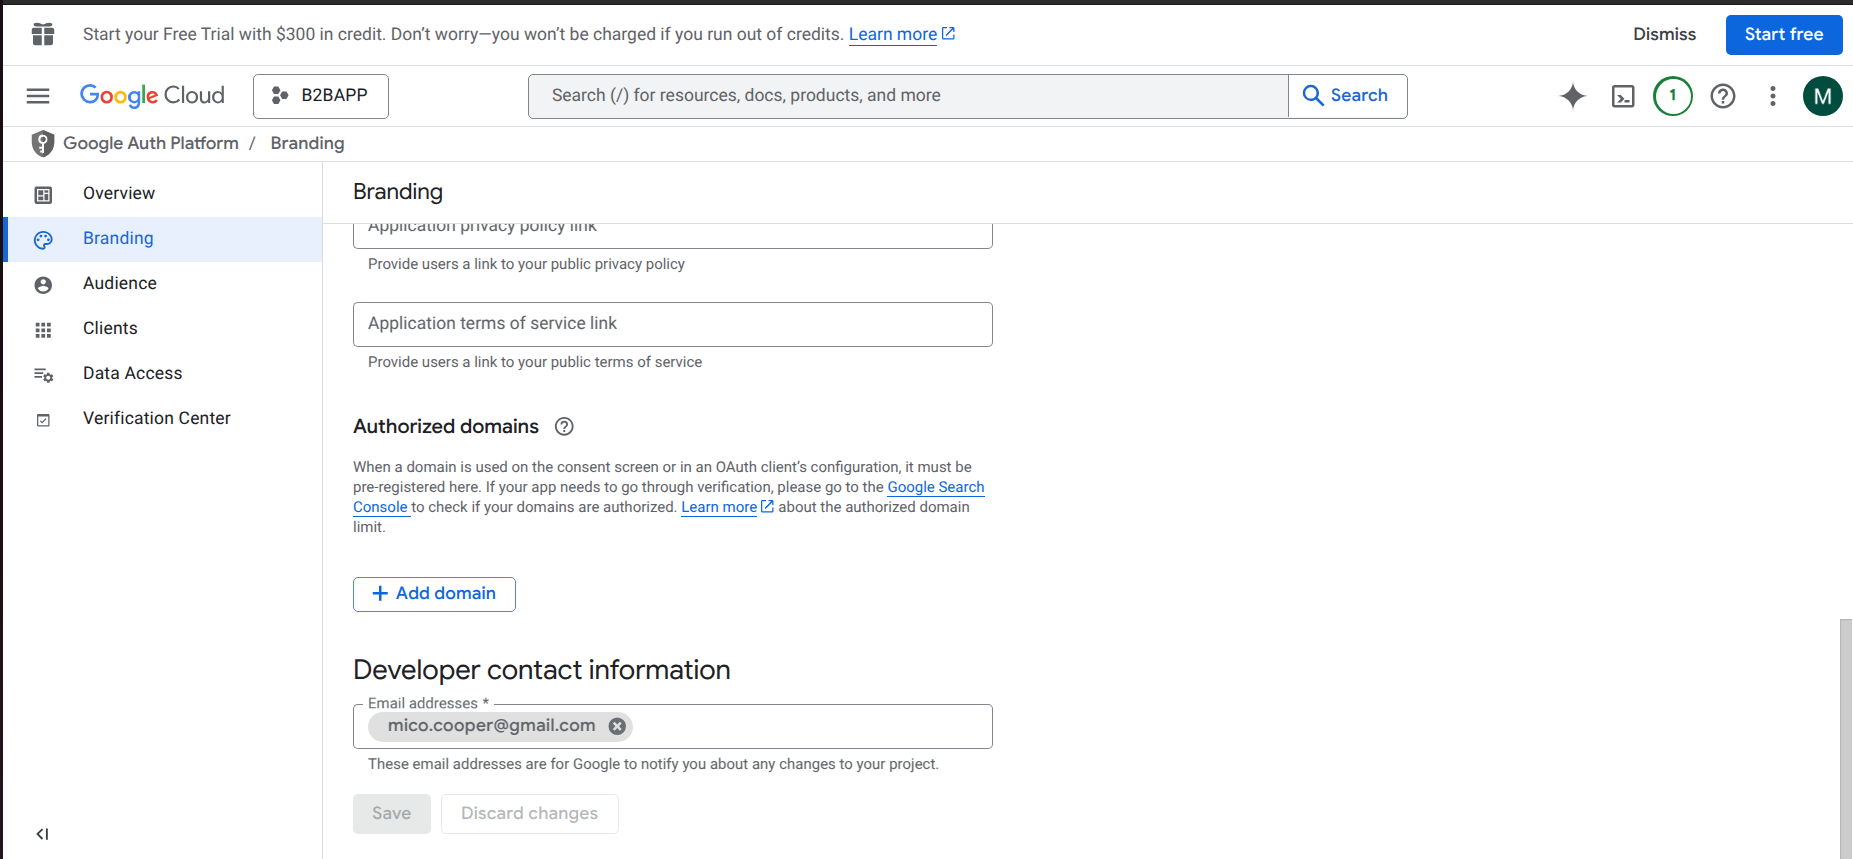 Start your Free Trial with $300 in credit. Don't worry—you won't be charged if you run out of credits. Learn more
Dismiss
Start free
Google Cloud
B2BAPP
Search (/) for resources, docs, products, and more
Search
1
M
Google Auth Platform / Branding
Overview
Branding
Audience
Clients
Data Access
Verification Center
Branding
Application privacy policy link
Provide users a link to your public privacy policy
Application terms of service link
Provide users a link to your public terms of service
Authorized domains
When a domain is used on the consent screen or in an OAuth client's configuration, it must be
pre-registered here. If your app needs to go through verification, please go to the Google Search
Console to check if your domains are authorized. Learn more about the authorized domain
limit.
Add domain
Developer contact information
Email addresses *
mico.cooper@gmail.com
These email addresses are for Google to notify you about any changes to your project.
Save
Discard changes